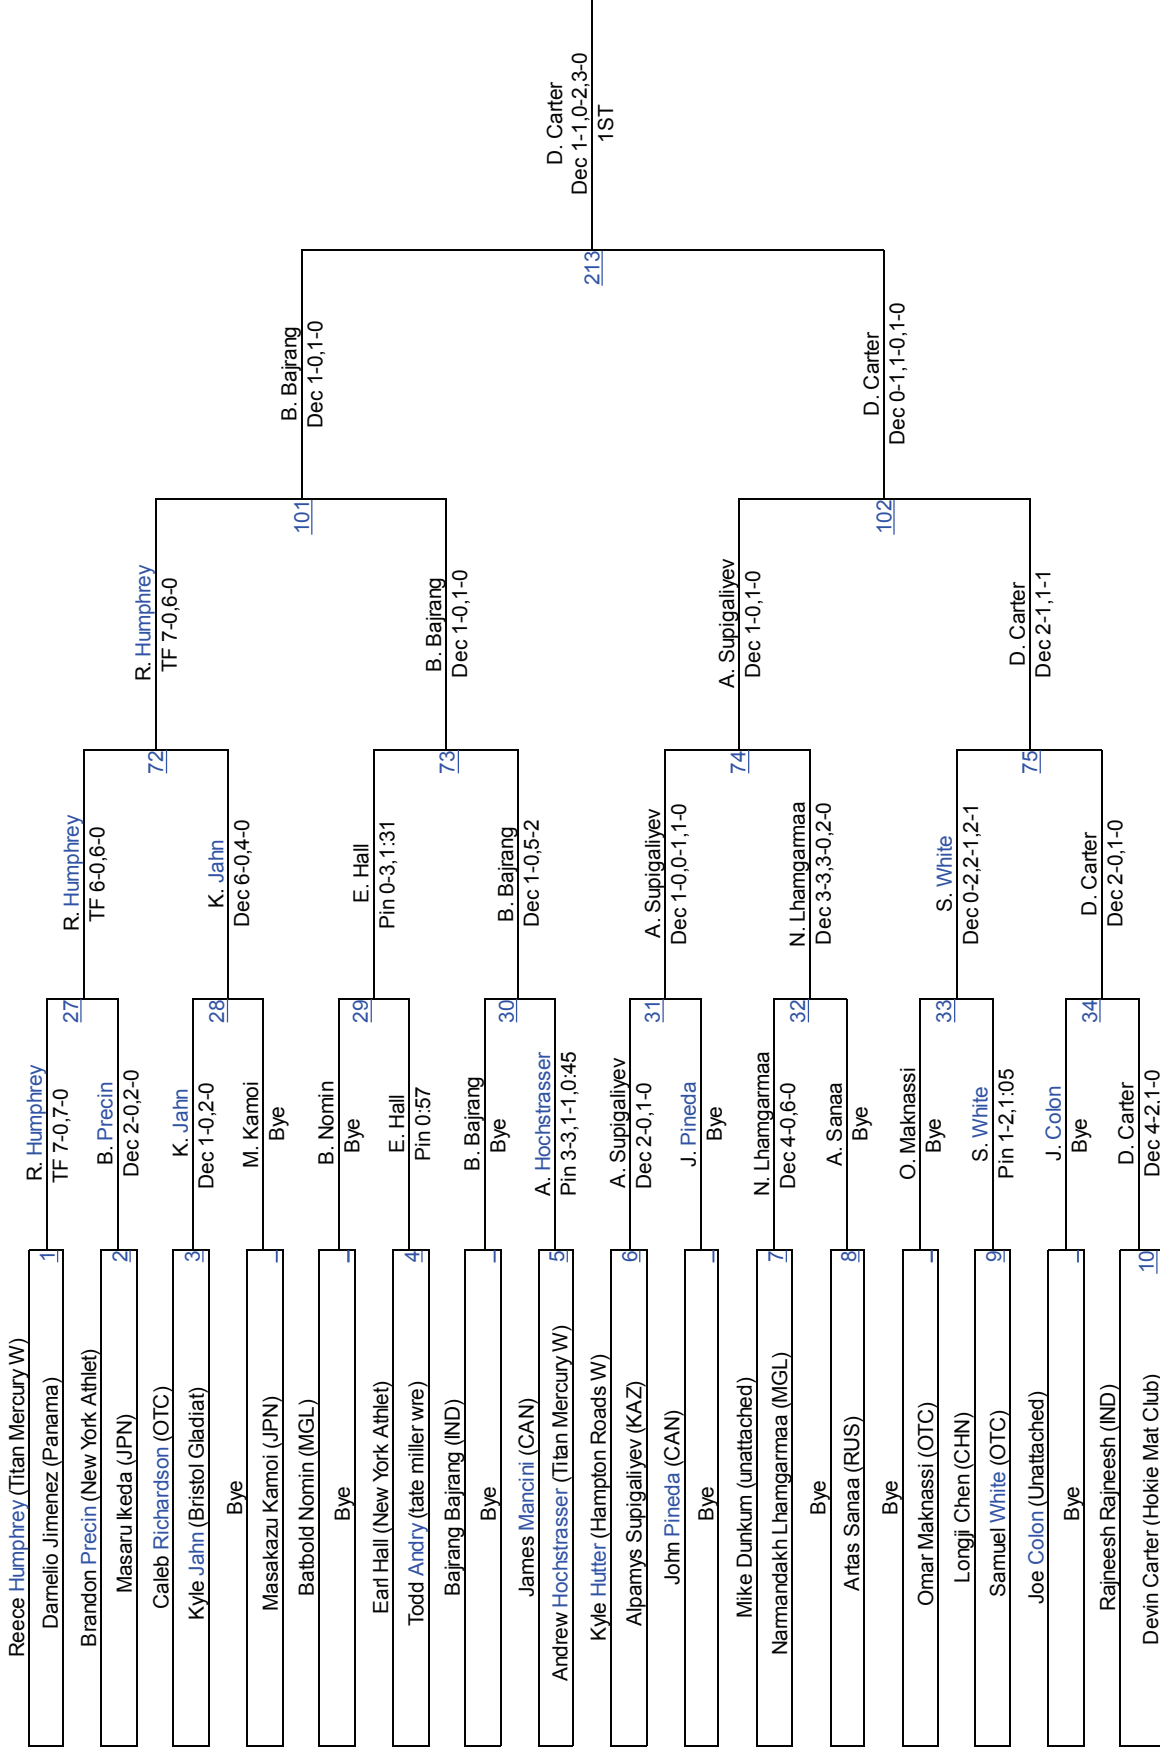 Reece Humphrey (Titan Mercury W)
1
Darnelio Jimenez (Panama)
Brandon Precin (New York Athlet)
2
Masaru Ikeda (JPN)
Caleb Richardson (OTC)
3
Kyle Jahn (Bristol Gladiat)
Bye
Masakazu Kamoi (JPN)
Batbold Nomin (MGL)
Bye
Earl Hall (New York Athlet)
4
Todd Andry (tate miller wre)
Bajrang Bajrang (IND)
Bye
James Mancini (CAN)
5
Andrew Hochstrasser (Titan Mercury W)
Kyle Hutter (Hampton Roads W)
6
Alpamys Supigaliyev (KAZ)
John Pineda (CAN)
Bye
Mike Dunkum (unattached)
7
Narmandakh Lhamgarmaa (MGL)
Bye
8
Artas Sanaa (RUS)
Bye
Omar Maknassi (OTC)
Longji Chen (CHN)
9
Samuel White (OTC)
Joe Colon (Unattached)
Bye
Rajneesh Rajneesh (IND)
10
Devin Carter (Hokie Mat Club)
R. Humphrey
TF 7-0,7-0
27
B. Precin
Dec 2-0,2-0
K. Jahn
Dec 1-0,2-0
28
M. Kamoi
Bye
B. Nomin
Bye
29
E. Hall
Pin 0:57
B. Bajrang
Bye
30
A. Hochstrasser
Pin 3-3,1-1,0:45
A. Supigaliyev
Dec 2-0,1-0
31
J. Pineda
Bye
N. Lhamgarmaa
Dec 4-0,6-0
32
A. Sanaa
Bye
O. Maknassi
Bye
33
S. White
Pin 1-2,1:05
J. Colon
Bye
34
D. Carter
Dec 4-2,1-0
R. Humphrey
TF 6-0,6-0
72
K. Jahn
Dec 6-0,4-0
E. Hall
Pin 0-3,1:31
73
B. Bajrang
Dec 1-0,5-2
A. Supigaliyev
Dec 1-0,0-1,1-0
74
N. Lhamgarmaa
Dec 3-3,3-0,2-0
S. White
Dec 0-2,2-1,2-1
75
D. Carter
Dec 2-0,1-0
R. Humphrey
TF 7-0,6-0
101
B. Bajrang
Dec 1-0,1-0
A. Supigaliyev
Dec 1-0,1-0
102
D. Carter
Dec 2-1,1-1
B. Bajrang
Dec 1-0,1-0
213
D. Carter
Dec 0-1,1-0,1-0
D. Carter
Dec 1-1,0-2,3-0
1ST